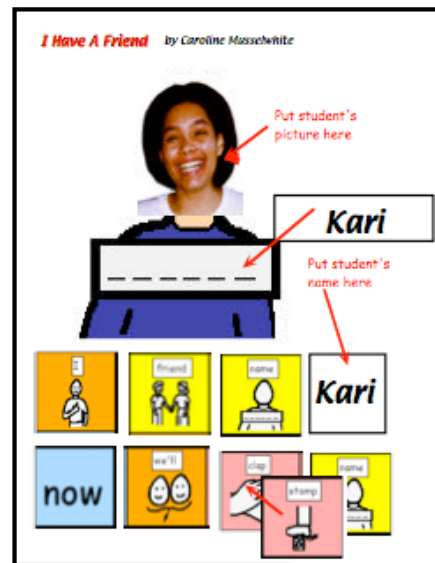 I Have A Friend by Caroline Musselwhite
Put student's
picture here
Kari
Put student's
name here
I friend name Kari
now we'll clap stomp name